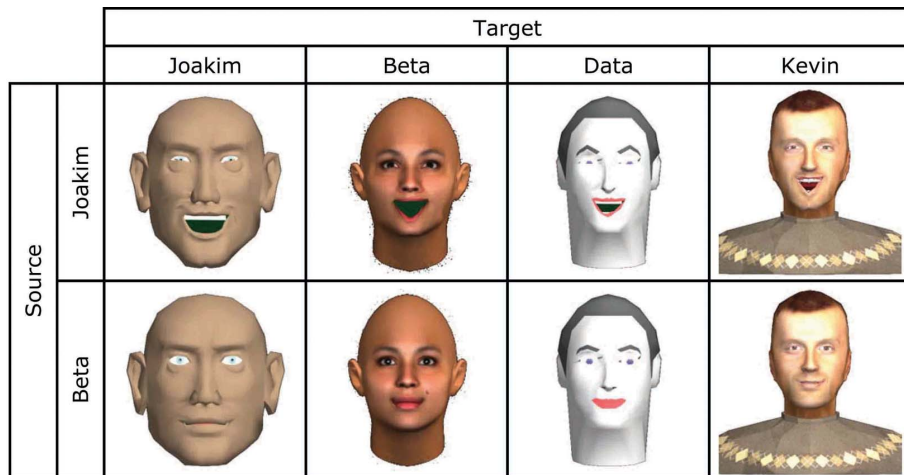 Target
Joakim Beta Data Kevin
Source
Joakim
Beta